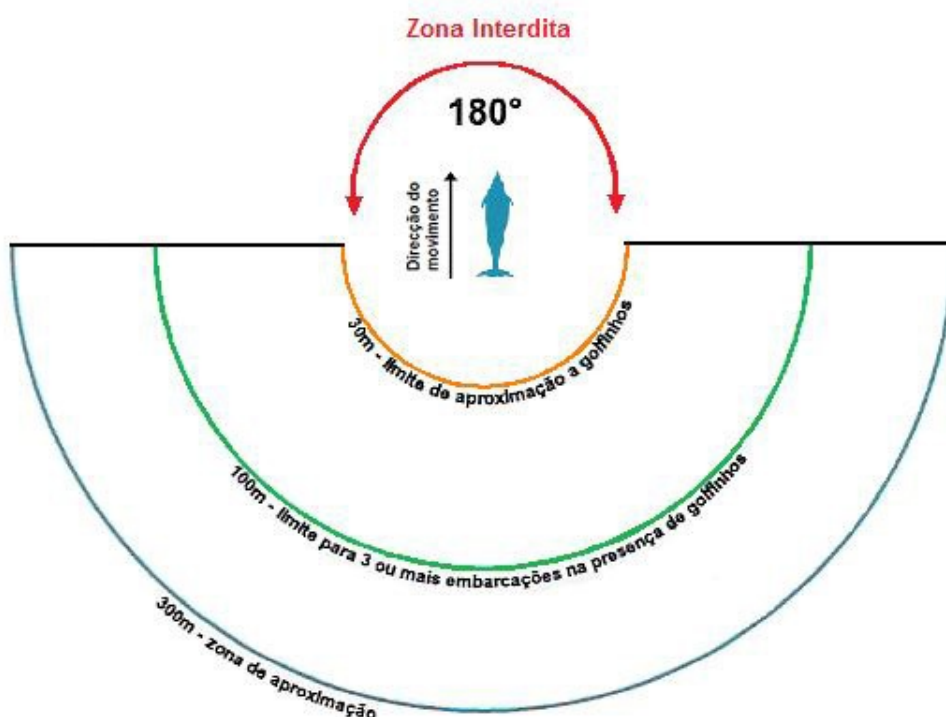 Zona Interdita
180°
Direcção do
movimento
30m - limite de aproximação a golfinhos
100m - limite para 3 ou mais embarcações na presença de golfinhos
300m - zona de aproximação